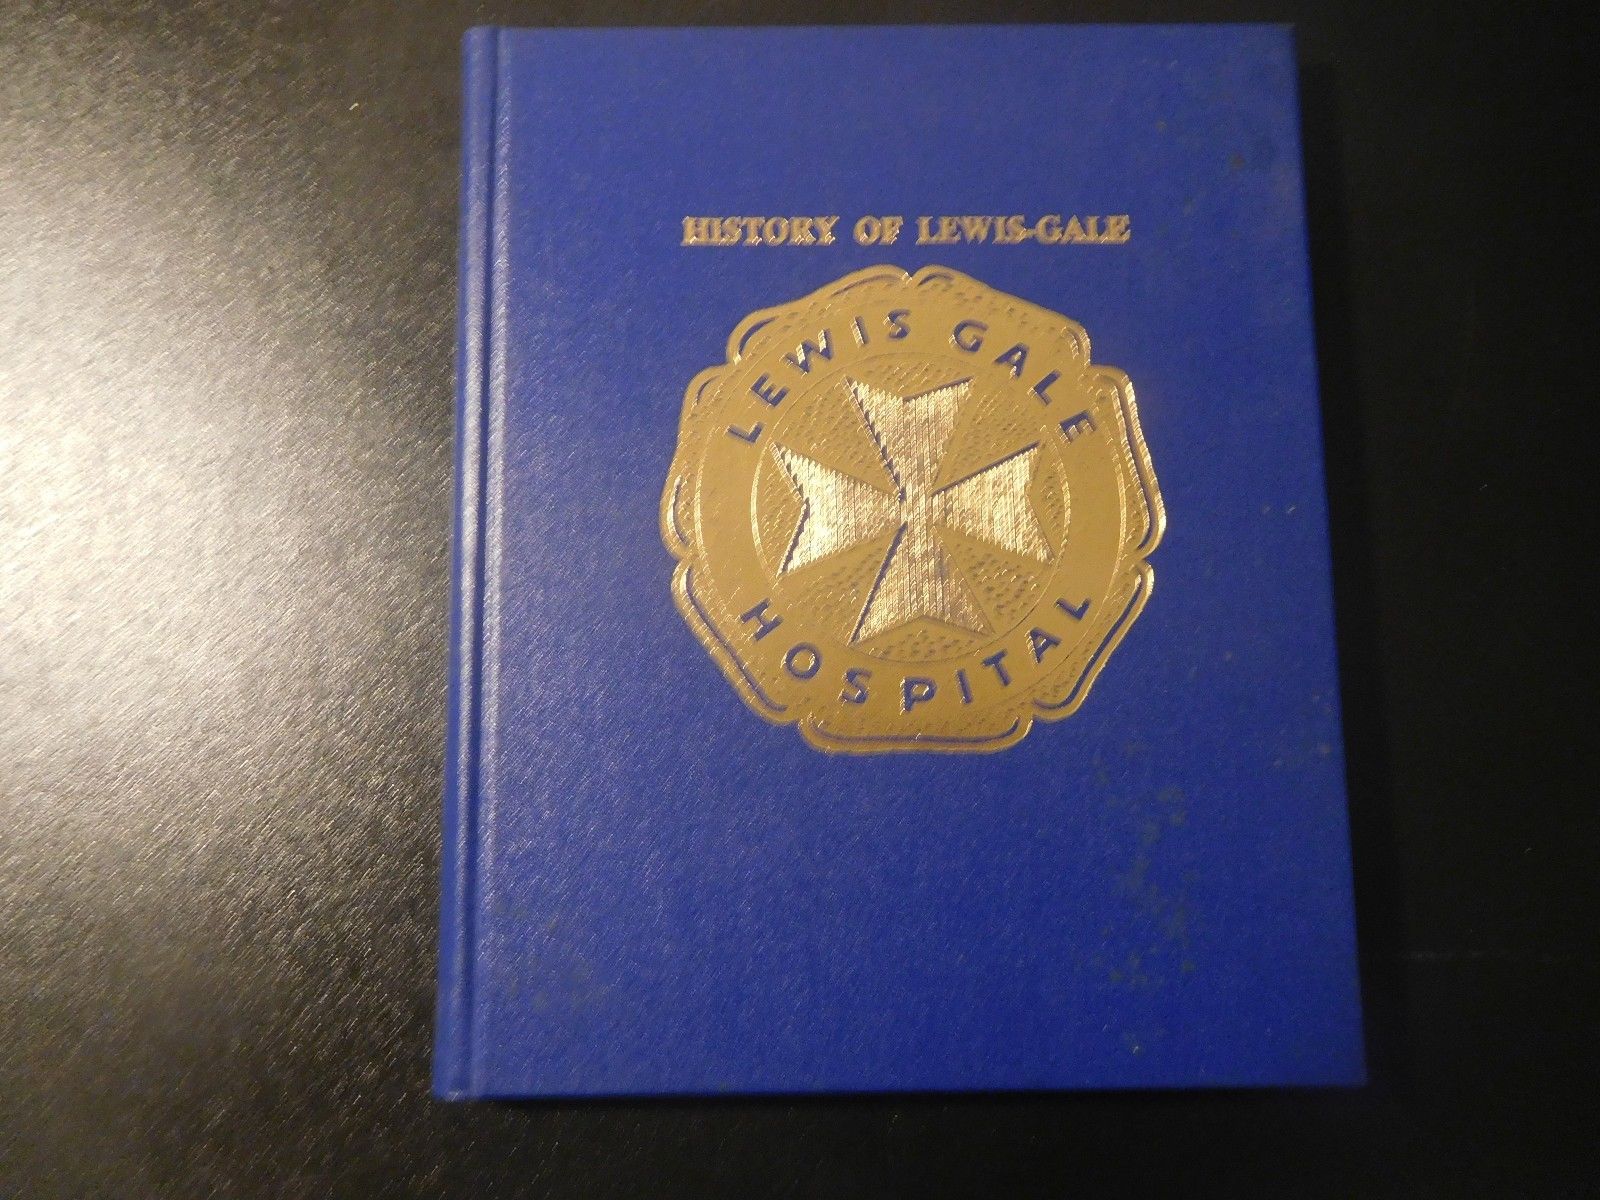 HISTORY OF LEWIS-GALE
LEWIS GALE
HOSPITAL